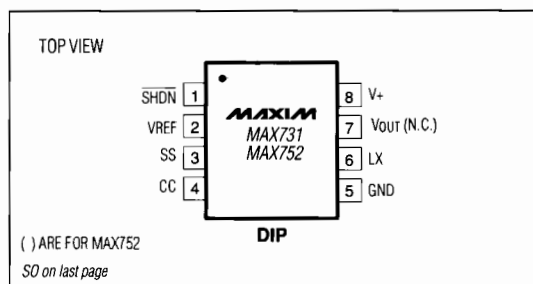 TOP VIEW
SHDN 1
VREF 2
SS 3
CC 4
MAXIM
MAX731
MAX752
8 V+
7 VOUT (N.C.)
6 LX
5 GND
DIP
( ) ARE FOR MAX752
SO on last page